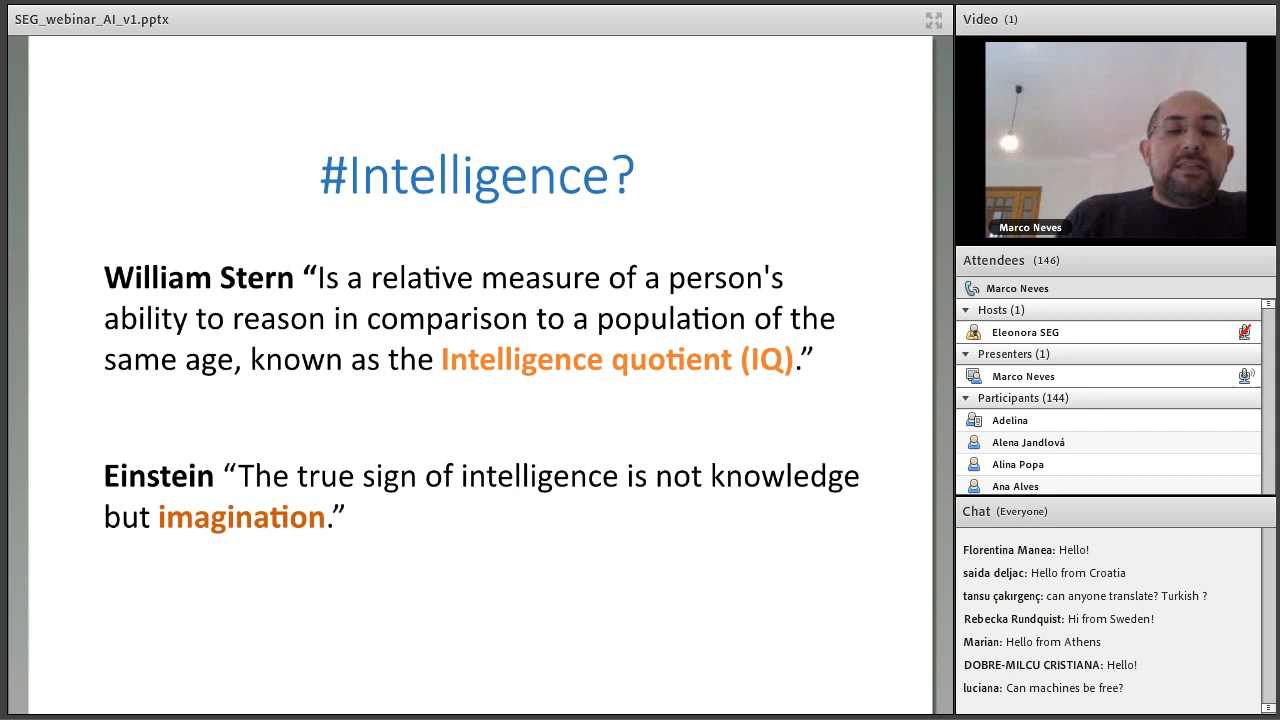 SEG_webinar_AI_v1.pptx
#Intelligence?
William Stern “Is a relative measure of a person's
ability to reason in comparison to a population of the
same age, known as the Intelligence quotient (IQ).”
Einstein “The true sign of intelligence is not knowledge
but imagination.”
Video (1)
Marco Neves
Attendees (146)
Marco Neves
Hosts (1)
Eleonora SEG
Presenters (1)
Marco Neves
Participants (144)
Adelina
Alena Jandlová
Alina Popa
Ana Alves
Chat (Everyone)
Florentina Manea: Hello!
saida deljac: Hello from Croatia
tansu çakırgenç: can anyone translate? Turkish ?
Rebecka Rundquist: Hi from Sweden!
Marian: Hello from Athens
DOBRE-MILCU CRISTIANA: Hello!
luciana: Can machines be free?